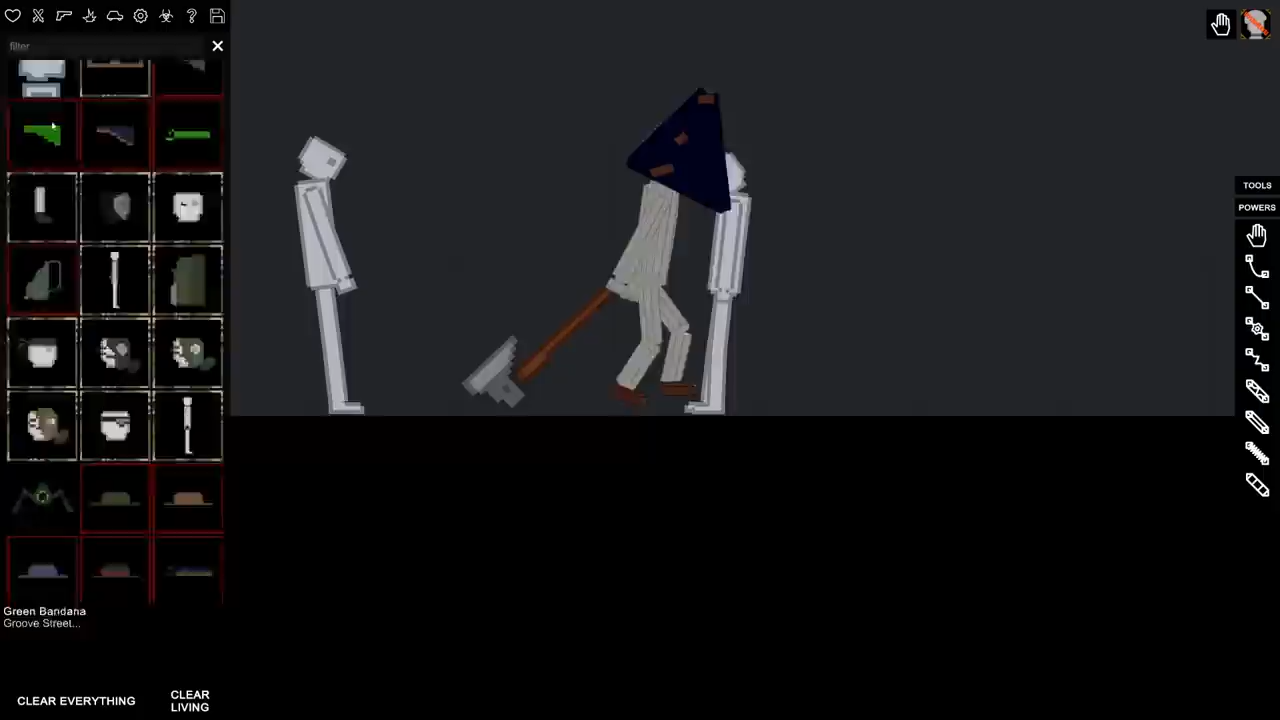 filter
TOOLS
POWERS
Green Bandana
Groove Street...
CLEAR EVERYTHING
CLEAR
LIVING